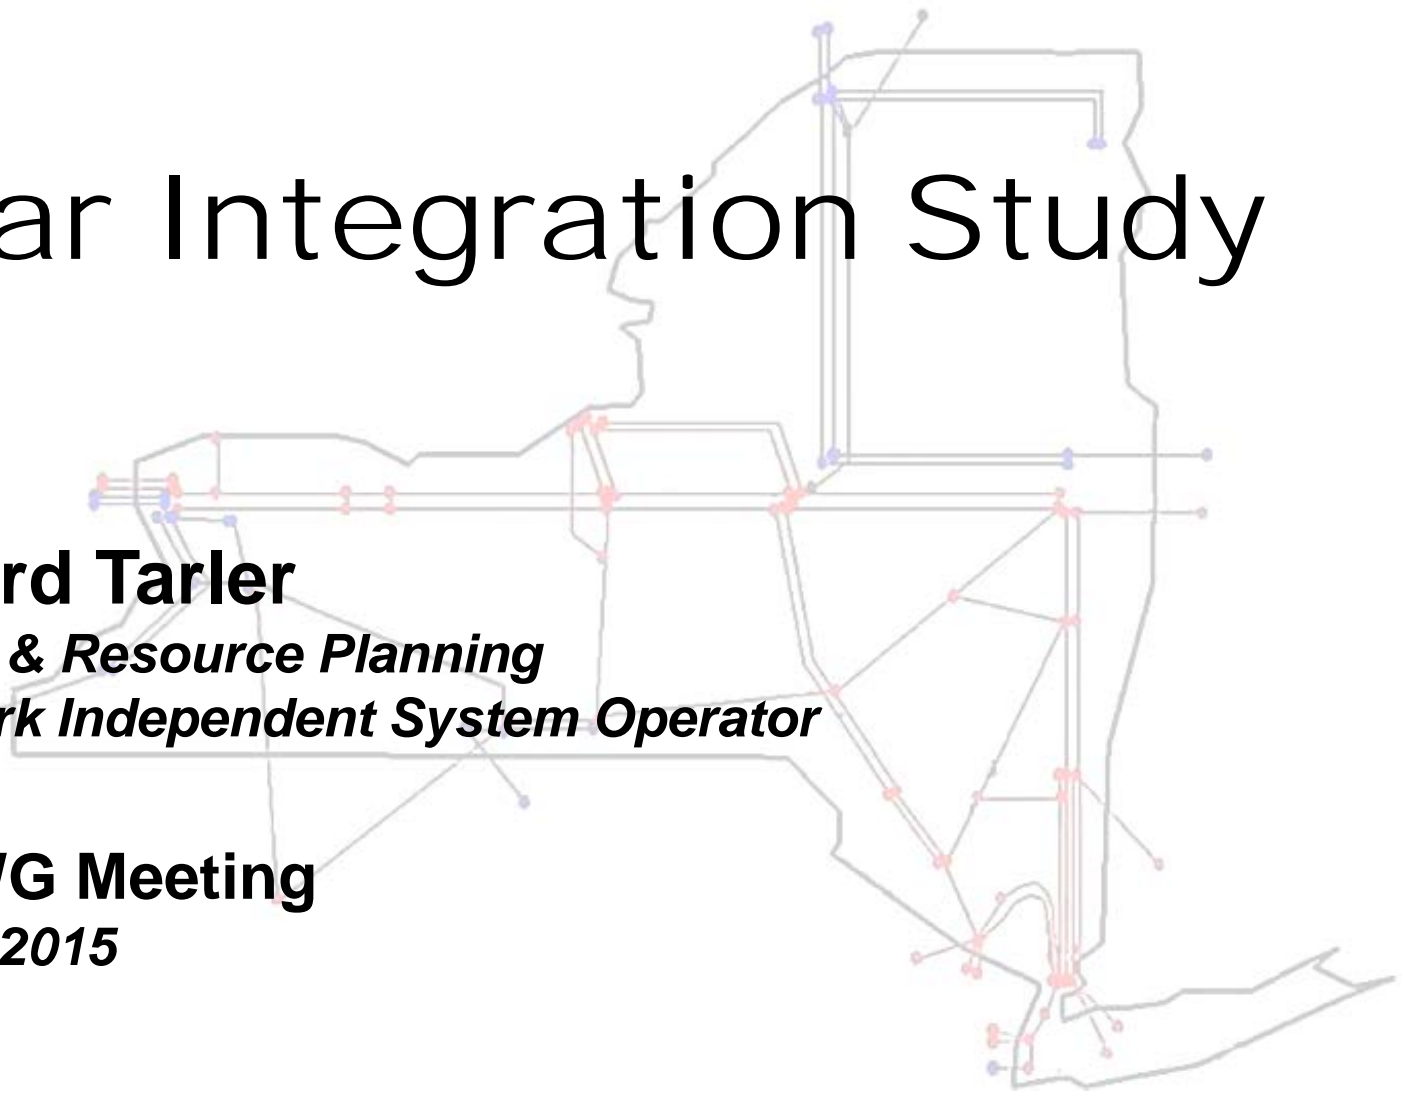 ar Integration Study
rd Tarler
& Resource Planning
rk Independent System Operator
G Meeting
2015